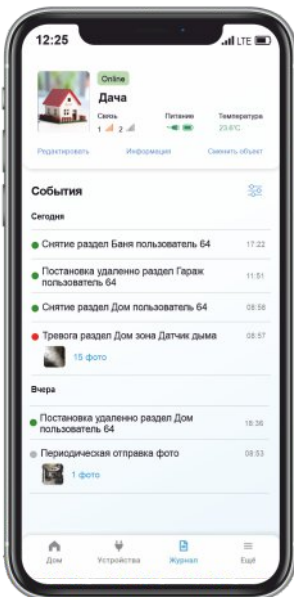 12:25 LTE
Online
Дача
Связь Питание Температура
1 2 23.6°C
Редактировать Информация Сменить объект
События
Сегодня
Снятие раздел Баня пользователь 64 17:22
Постановка удаленно раздел Гараж 11:51
пользователь 64
Снятие раздел Дом пользователь 64 08:58
Тревога раздел Дом зона Датчик дыма 08:57
15 фото
Вчера
Постановка удаленно раздел Дом 18:36
пользователь 64
Периодическая отправка фото 08:53
1 фото
Дом Устройства Журнал Ещё